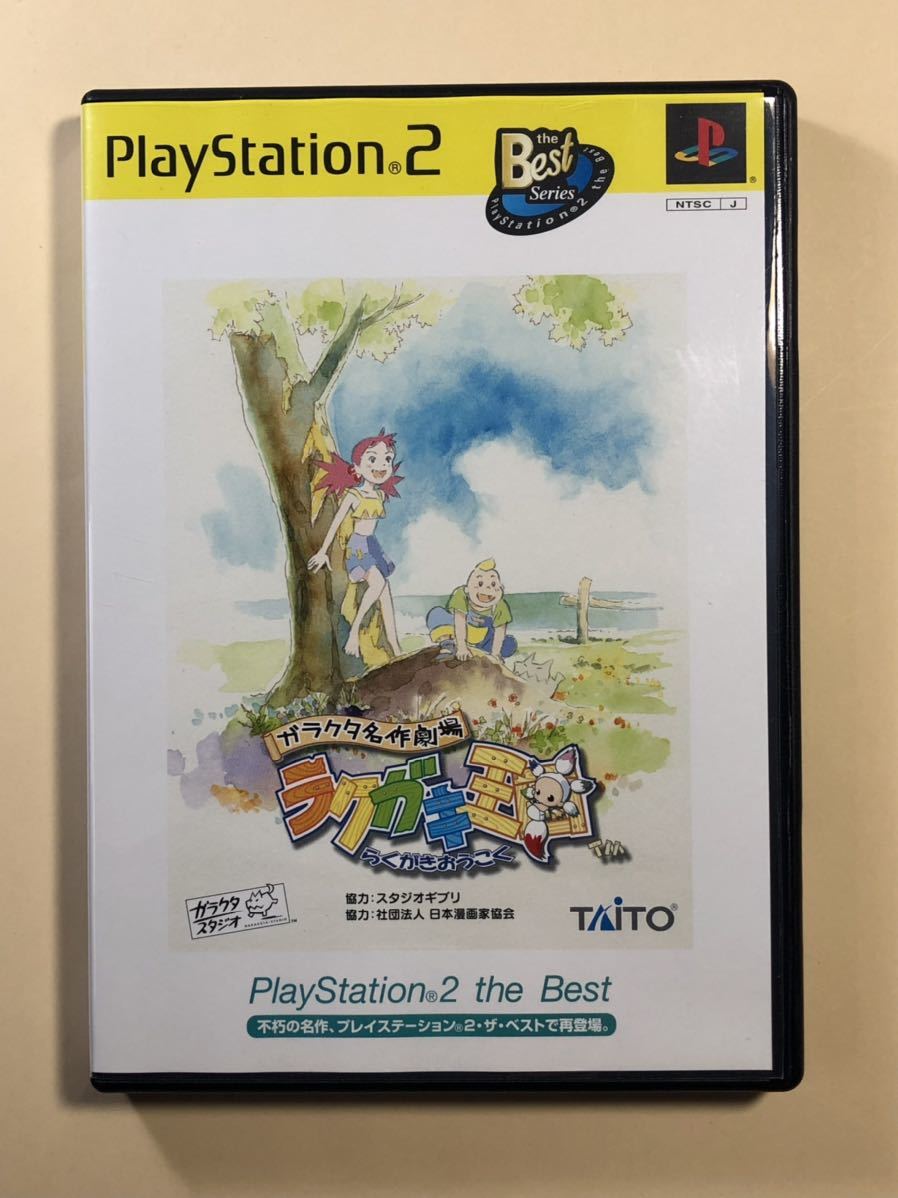 PlayStation®2
the
Best
Series
PlayStation®2 the Best
®
NTSC J
ガラクタ名作劇場
ラクガキ王国
らくがきおうこく
TM
ガラクタ
スタジオ
GARAKUTA-STUDIO
TM
協力：スタジオギブリ
協力：社団法人 日本漫画家協会
TAITO®
PlayStation®2 the Best
不朽の名作、プレイステーション®2・ザ・ベストで再登場。